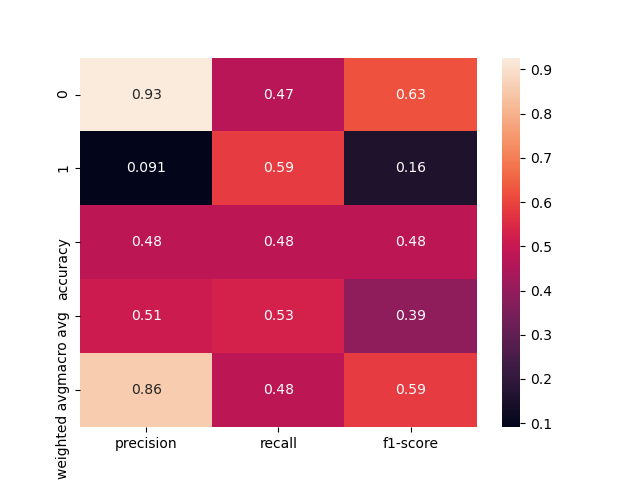 0 0.93 0.47 0.63
1 0.091 0.59 0.16
accuracy 0.48 0.48 0.48
macro avg 0.51 0.53 0.39
weighted avg 0.86 0.48 0.59
precision recall f1-score
0.9
0.8
0.7
0.6
0.5
0.4
0.3
0.2
0.1